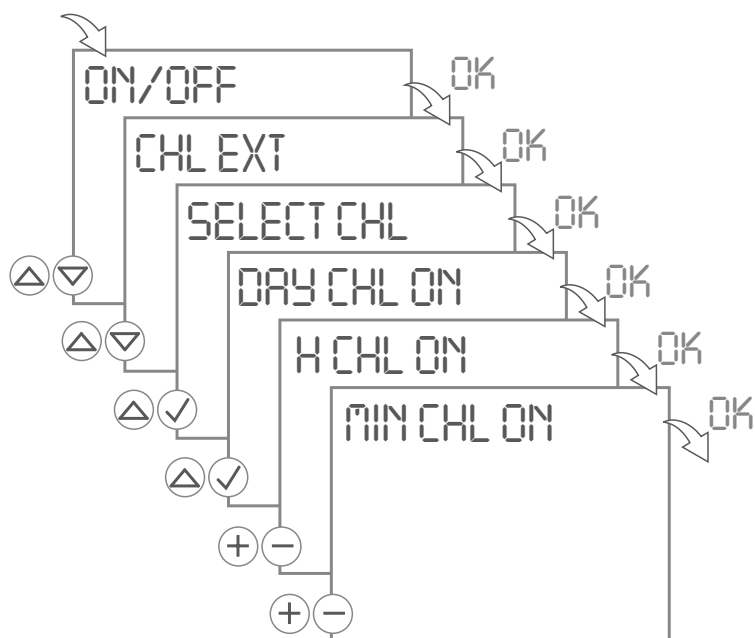 ON/OFF
OK
CHL EXT
OK
SELECT CHL
OK
DAY CHL ON
OK
H CHL ON
OK
MIN CHL ON
OK